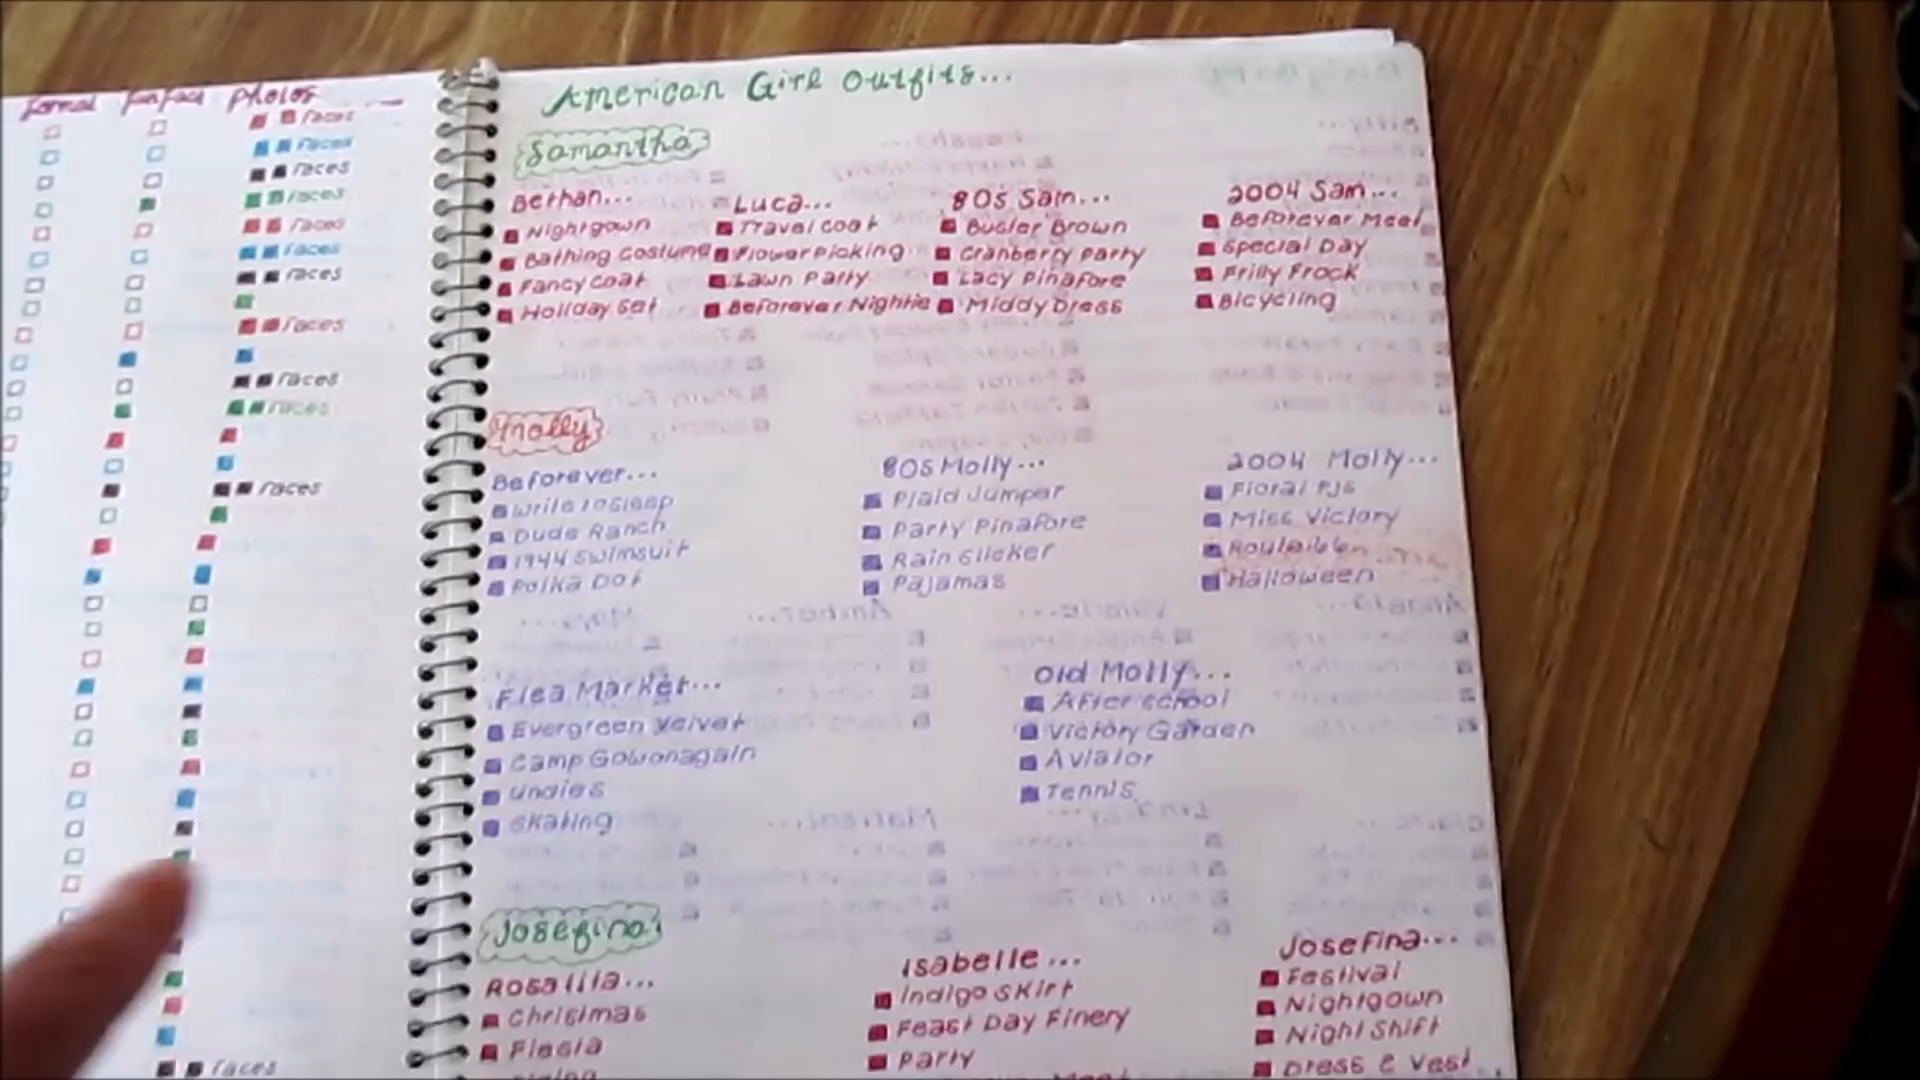 formal funfact photos
faces
faces
faces
faces
faces
faces
faces
faces
faces
faces
faces
faces
American Girl Outfits...
Samantha
Bethan...
Nightgown
Bathing Costume
Fancy Coat
Holiday Set
Luca...
Travel coat
Flower Picking
Lawn Party
Beforever Nightie
80s Sam...
Buster Brown
Cranberry Party
Lacy Pinafore
Middy Dress
2004 Sam...
Beforever Meet
Special Day
Frilly Frock
Bicycling
Molly
Beforever...
Dude Ranch
1944 Swimsuit
Polka Dot
80s Molly...
Plaid Jumper
Party Pinafore
Rain Slicker
Pajamas
2004 Molly...
Floral PJs
Miss Victory
Route 66
Halloween
Flea Market...
Evergreen Velvet
Camp Gowonagain
Undies
Skating
Old Molly...
After school
Victory Garden
Aviator
Tennis
Josefina
Rosalita...
Christmas
Fiesta
Isabelle...
Indigo Skirt
Feast Day Finery
Party
Josefina...
Festival
Nightgown
Night Shift
Dress & Vest